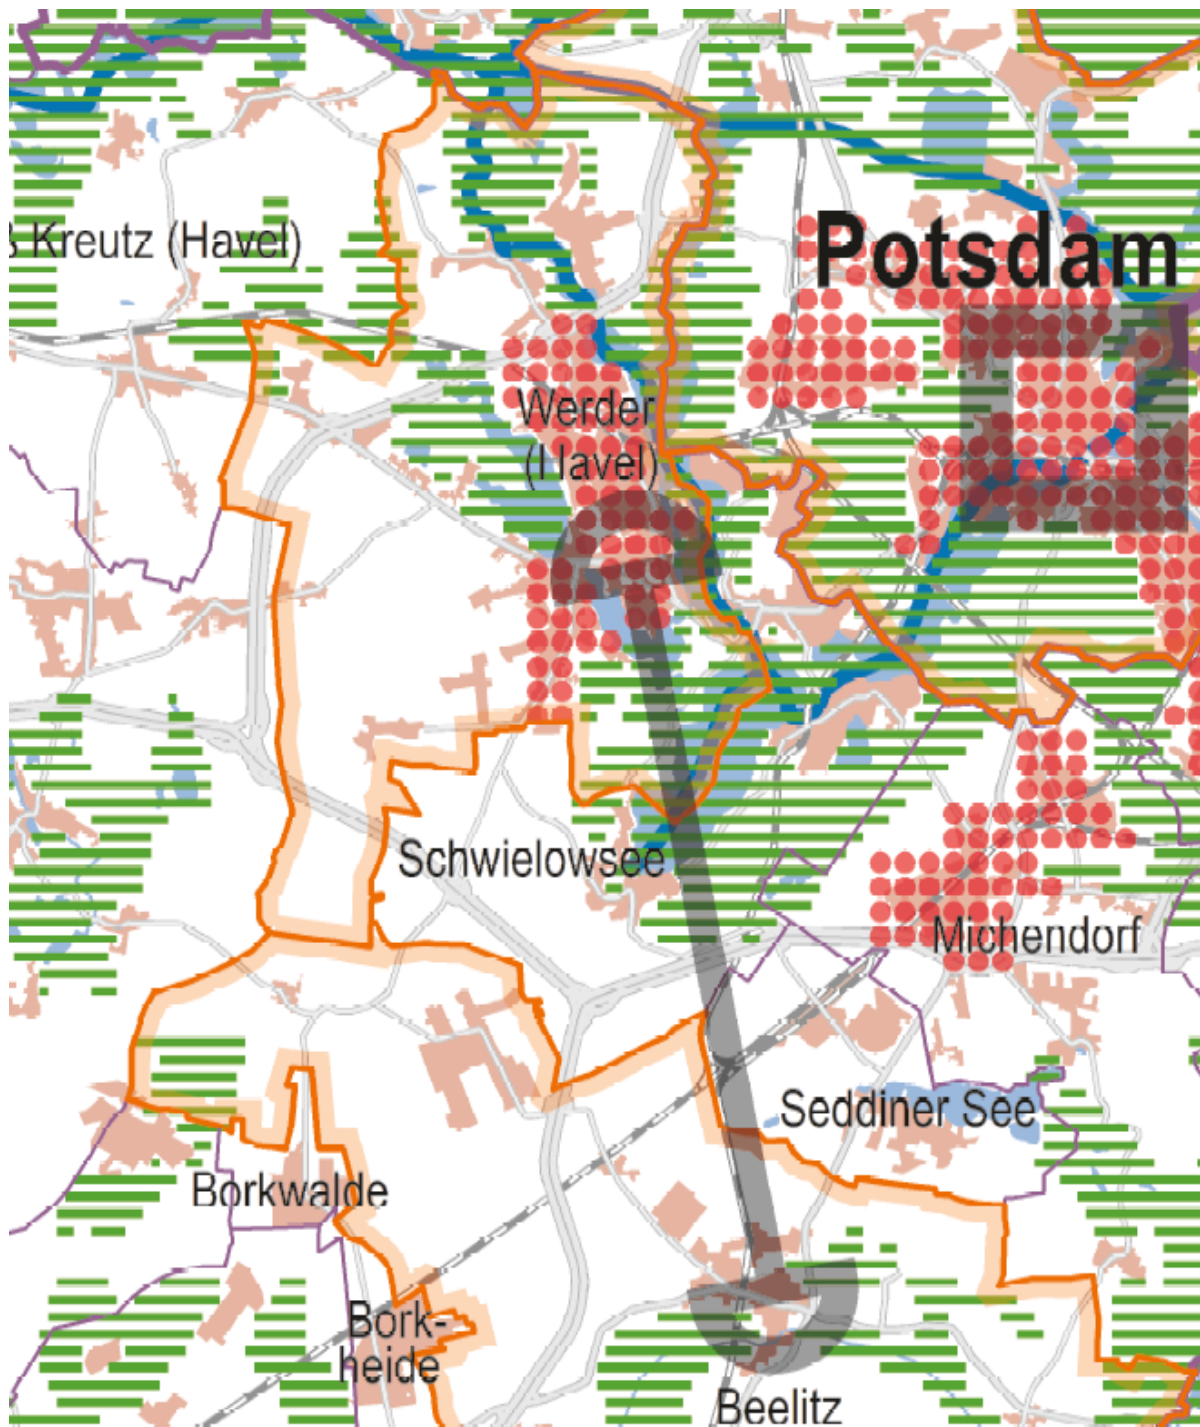 Kreutz (Havel)
Potsdam
Werder
(Havel)
Schwielowsee
Michendorf
Seddiner See
Borkwalde
Bork-
heide
Beelitz